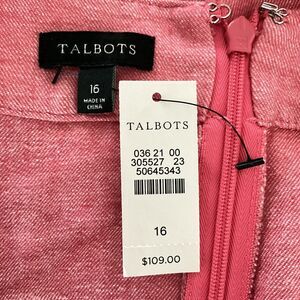 TALBOTS
16
MADE IN
CHINA
TALBOTS
036 21 00
305527 23
50645343
16
$109.00